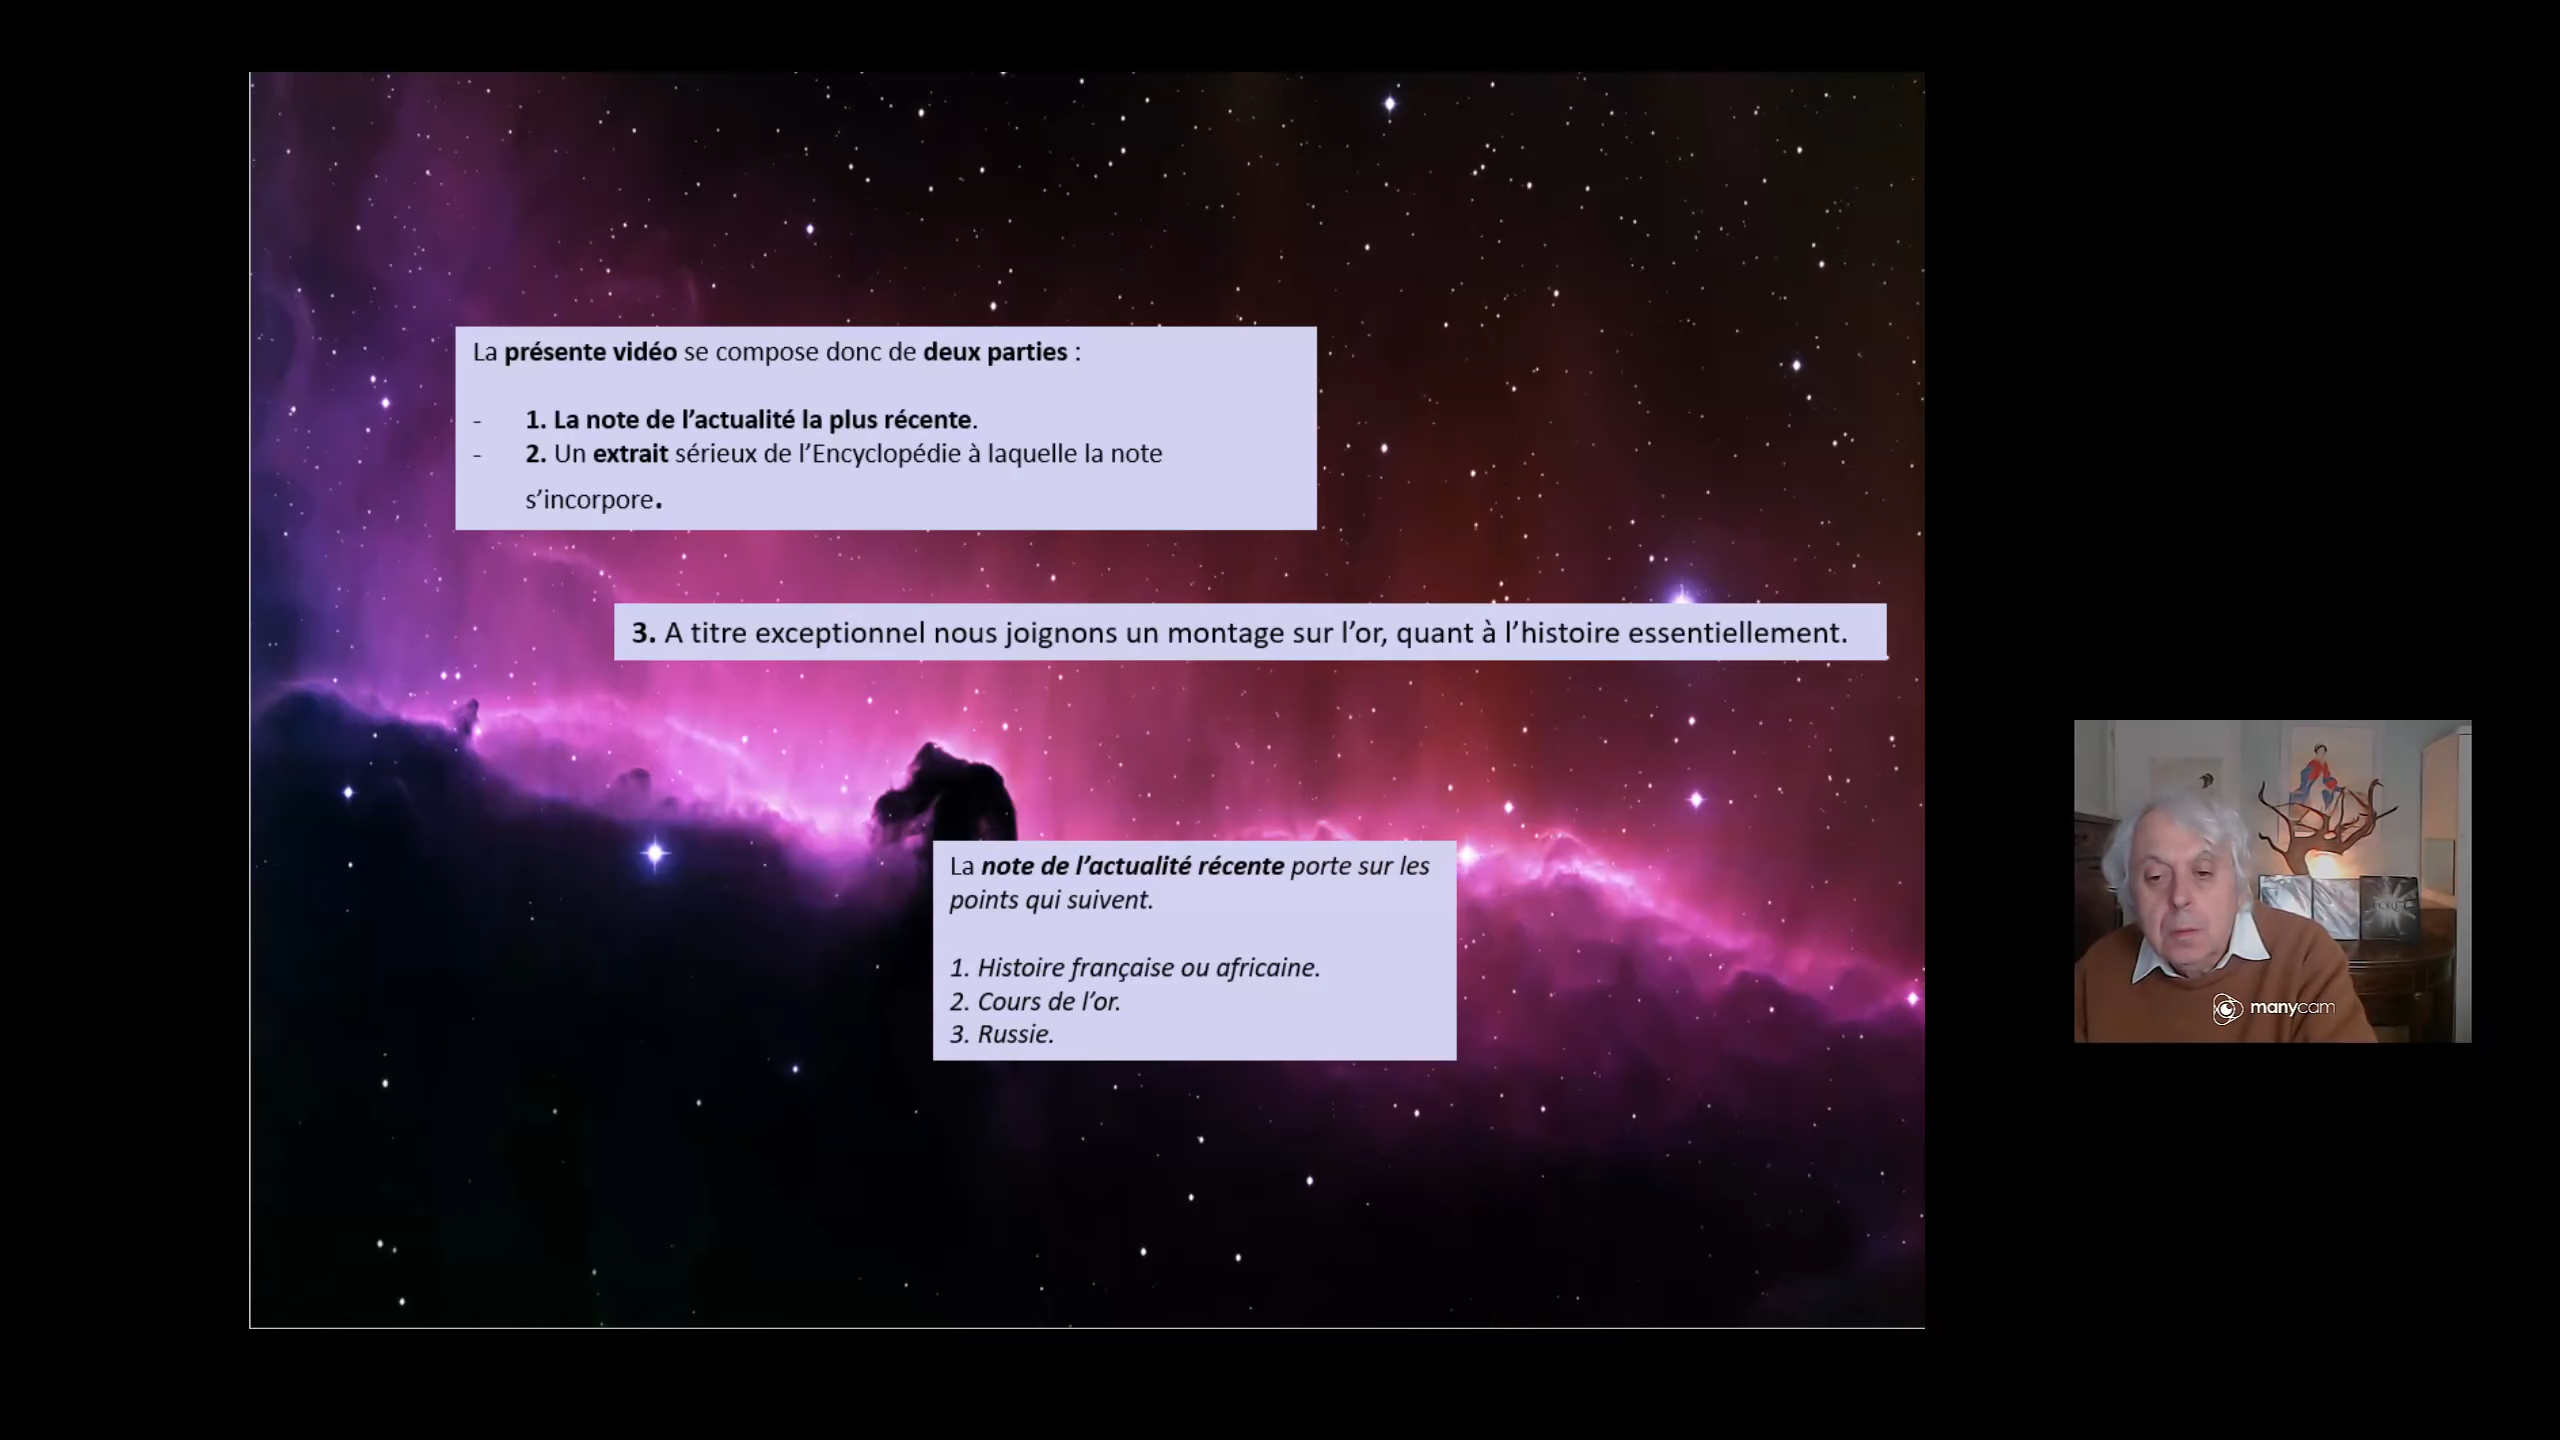 La présente vidéo se compose donc de deux parties :
- 1. La note de l’actualité la plus récente.
- 2. Un extrait sérieux de l’Encyclopédie à laquelle la note
s’incorpore.
3. A titre exceptionnel nous joignons un montage sur l’or, quant à l’histoire essentiellement.
La note de l’actualité récente porte sur les
points qui suivent.
1. Histoire française ou africaine.
2. Cours de l’or.
3. Russie.
manycam